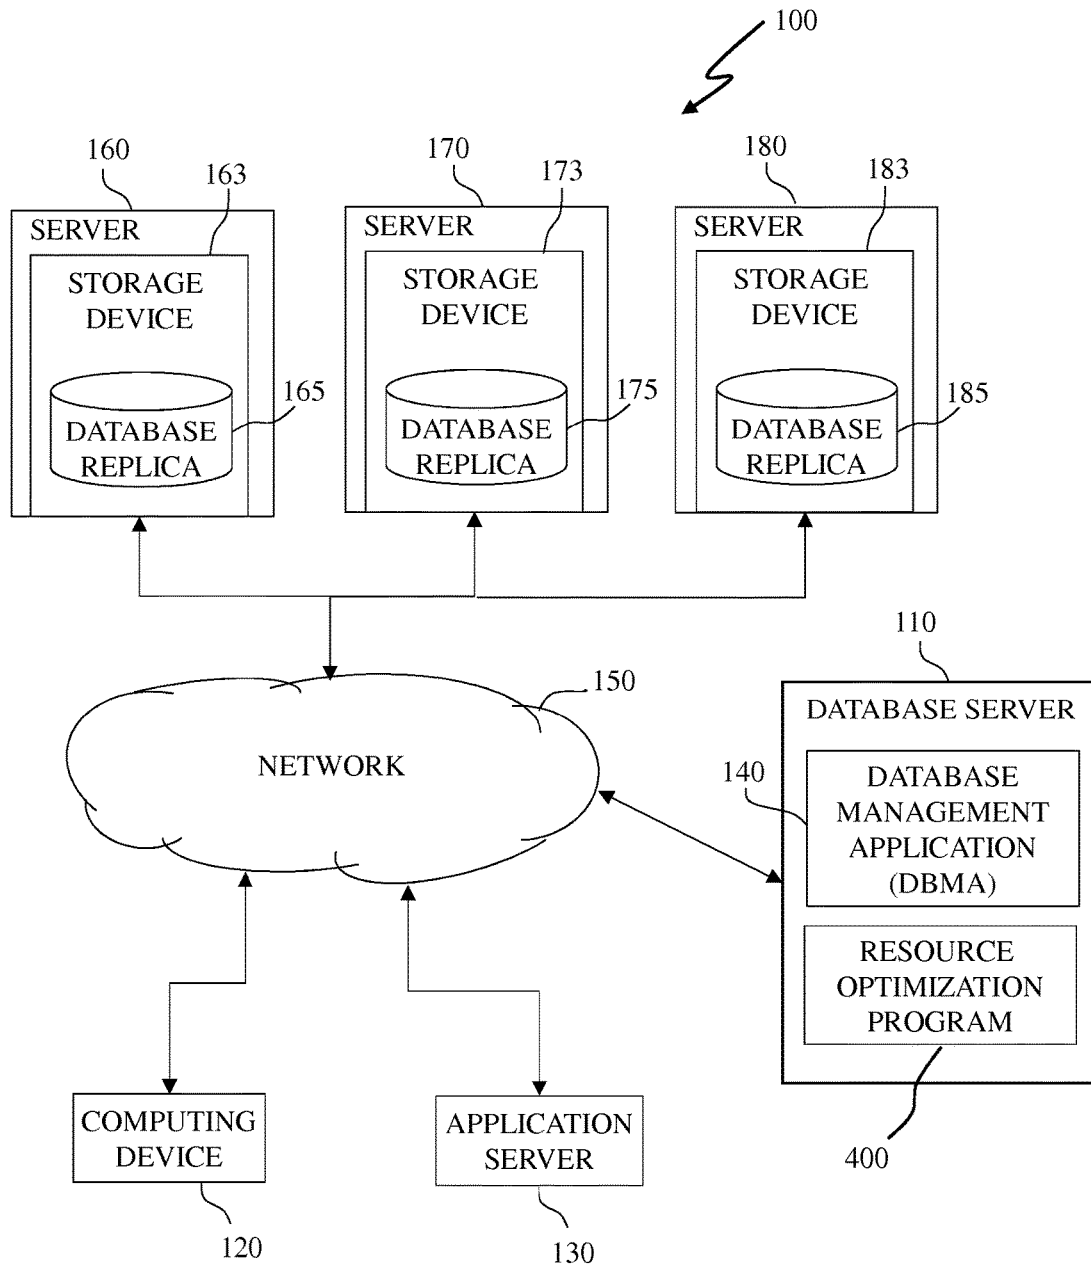 100
160
163
170
173
180
183
SERVER
STORAGE
DEVICE
DATABASE
REPLICA
165
SERVER
STORAGE
DEVICE
DATABASE
REPLICA
175
SERVER
STORAGE
DEVICE
DATABASE
REPLICA
185
110
150
NETWORK
DATABASE SERVER
140
DATABASE
MANAGEMENT
APPLICATION
(DBMA)
RESOURCE
OPTIMIZATION
PROGRAM
400
COMPUTING
DEVICE
120
APPLICATION
SERVER
130